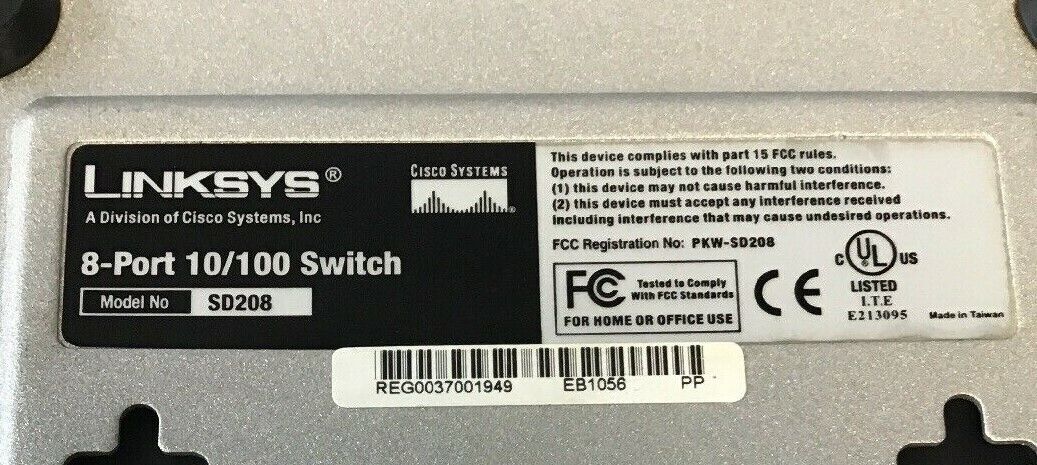 LINKSYS®
A Division of Cisco Systems, Inc
CISCO SYSTEMS
8-Port 10/100 Switch
Model No SD208
This device complies with part 15 FCC rules.
Operation is subject to the following two conditions:
(1) this device may not cause harmful interference.
(2) this device must accept any interference received
including interference that may cause undesired operations.
FCC Registration No: PKW-SD208
FC Tested to Comply
With FCC Standards
FOR HOME OR OFFICE USE
CE
C UL US
LISTED
I.T.E
E213095
Made in Taiwan
REG0037001949 EB1056 PP